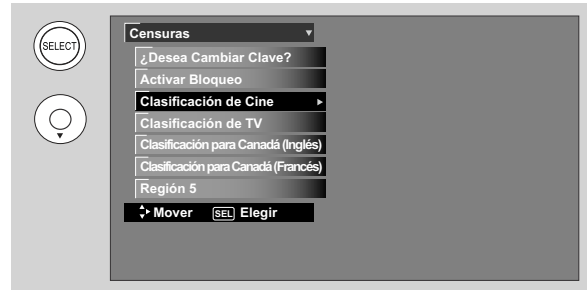 SELECT
Censuras
¿Desea Cambiar Clave?
Activar Bloqueo
Clasificación de Cine
Clasificación de TV
Clasificación para Canadá (Inglés)
Clasificación para Canadá (Francés)
Región 5
Mover SEL Elegir